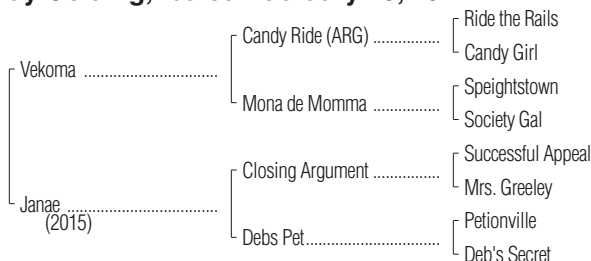 Ride the Rails
Candy Ride (ARG) ................
Candy Girl
Vekoma ................................
Speightstown
Mona de Momma ................
Society Gal
Successful Appeal
Closing Argument ................
Mrs. Greeley
Janae .............................
(2015)
Petionville
Debs Pet................................
Deb's Secret